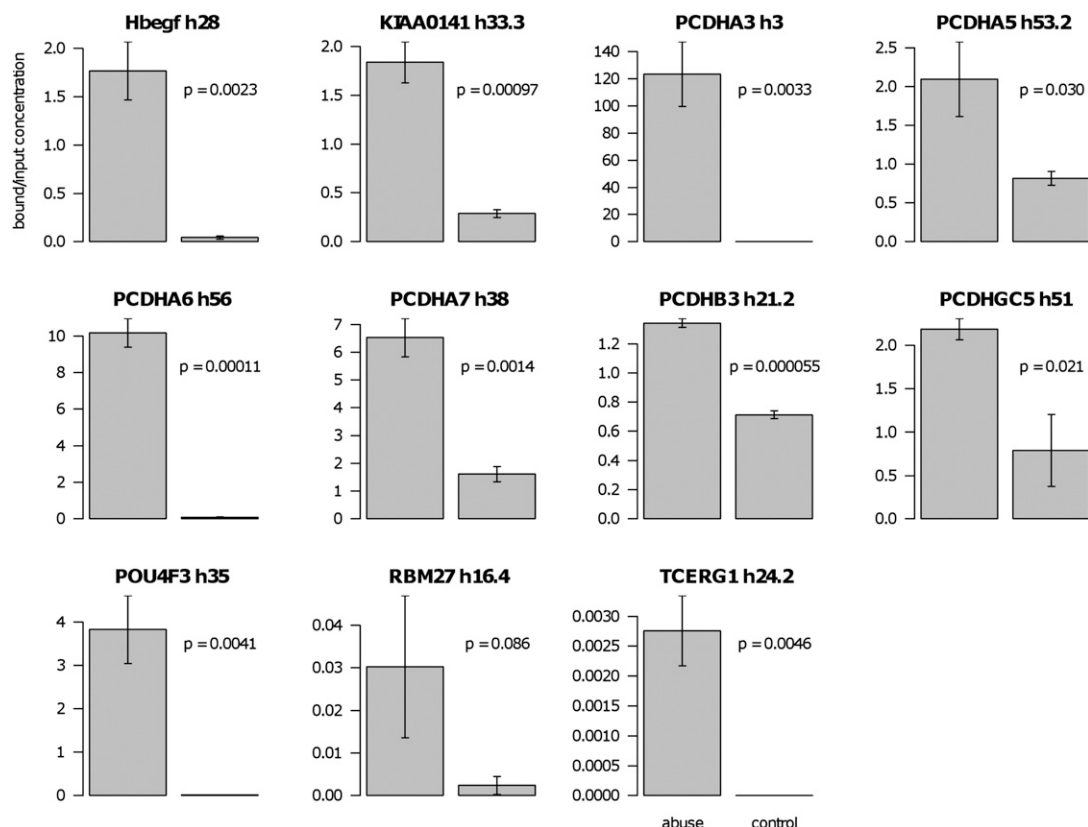 Hbegf h28
KIAA0141 h33.3
PCDHA3 h3
PCDHA5 h53.2
bound/input concentration
2.0
1.5
1.0
0.5
0.0
p = 0.0023
2.0
1.5
1.0
0.5
0.0
p = 0.00097
140
120
100
80
60
40
20
0
p = 0.0033
2.5
2.0
1.5
1.0
0.5
0.0
p = 0.030
PCDHA6 h56
PCDHA7 h38
PCDHB3 h21.2
PCDHGC5 h51
10
8
6
4
2
0
p = 0.00011
7
6
5
4
3
2
1
0
p = 0.0014
1.2
1.0
0.8
0.6
0.4
0.2
0.0
p = 0.000055
2.0
1.5
1.0
0.5
0.0
p = 0.021
POU4F3 h35
RBM27 h16.4
TCERG1 h24.2
4
3
2
1
0
p = 0.0041
0.04
0.03
0.02
0.01
0.00
p = 0.086
0.0030
0.0025
0.0020
0.0015
0.0010
0.0005
0.0000
p = 0.0046
abuse control